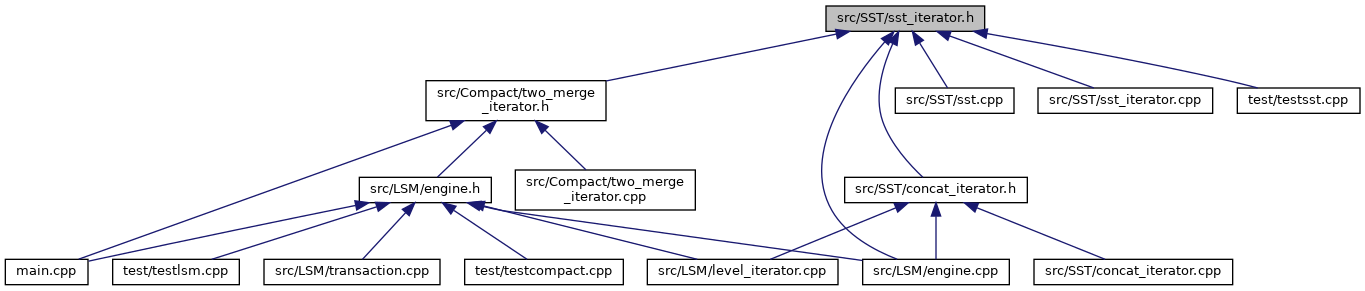 src/SST/sst_iterator.h
src/Compact/two_merge
_iterator.h
src/SST/sst.cpp
src/SST/sst_iterator.cpp
test/testsst.cpp
src/LSM/engine.h
src/Compact/two_merge
_iterator.cpp
src/SST/concat_iterator.h
main.cpp
test/testlsm.cpp
src/LSM/transaction.cpp
test/testcompact.cpp
src/LSM/level_iterator.cpp
src/LSM/engine.cpp
src/SST/concat_iterator.cpp